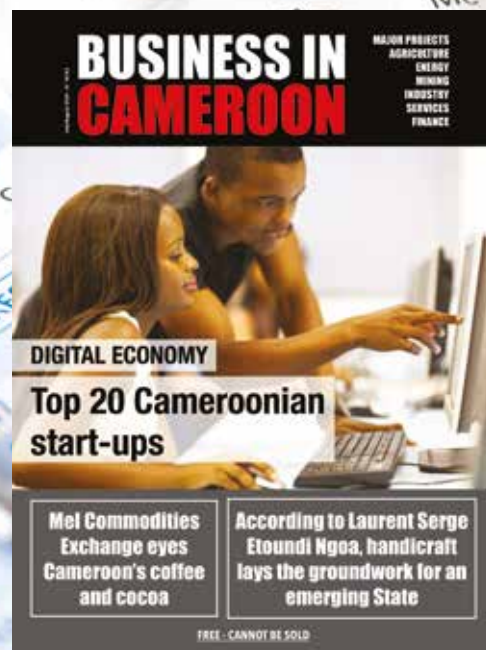 BUSINESS IN
CAMEROON
MAJOR PROJECTS
AGRICULTURE
ENERGY
MINING
INDUSTRY
SERVICES
FINANCE
DIGITAL ECONOMY
Top 20 Cameroonian
start-ups
Mel Commodities
Exchange eyes
Cameroon's coffee
and cocoa
According to Laurent Serge
Etoundi Ngoa, handicraft
lays the groundwork for an
emerging State
FREE - CANNOT BE SOLD